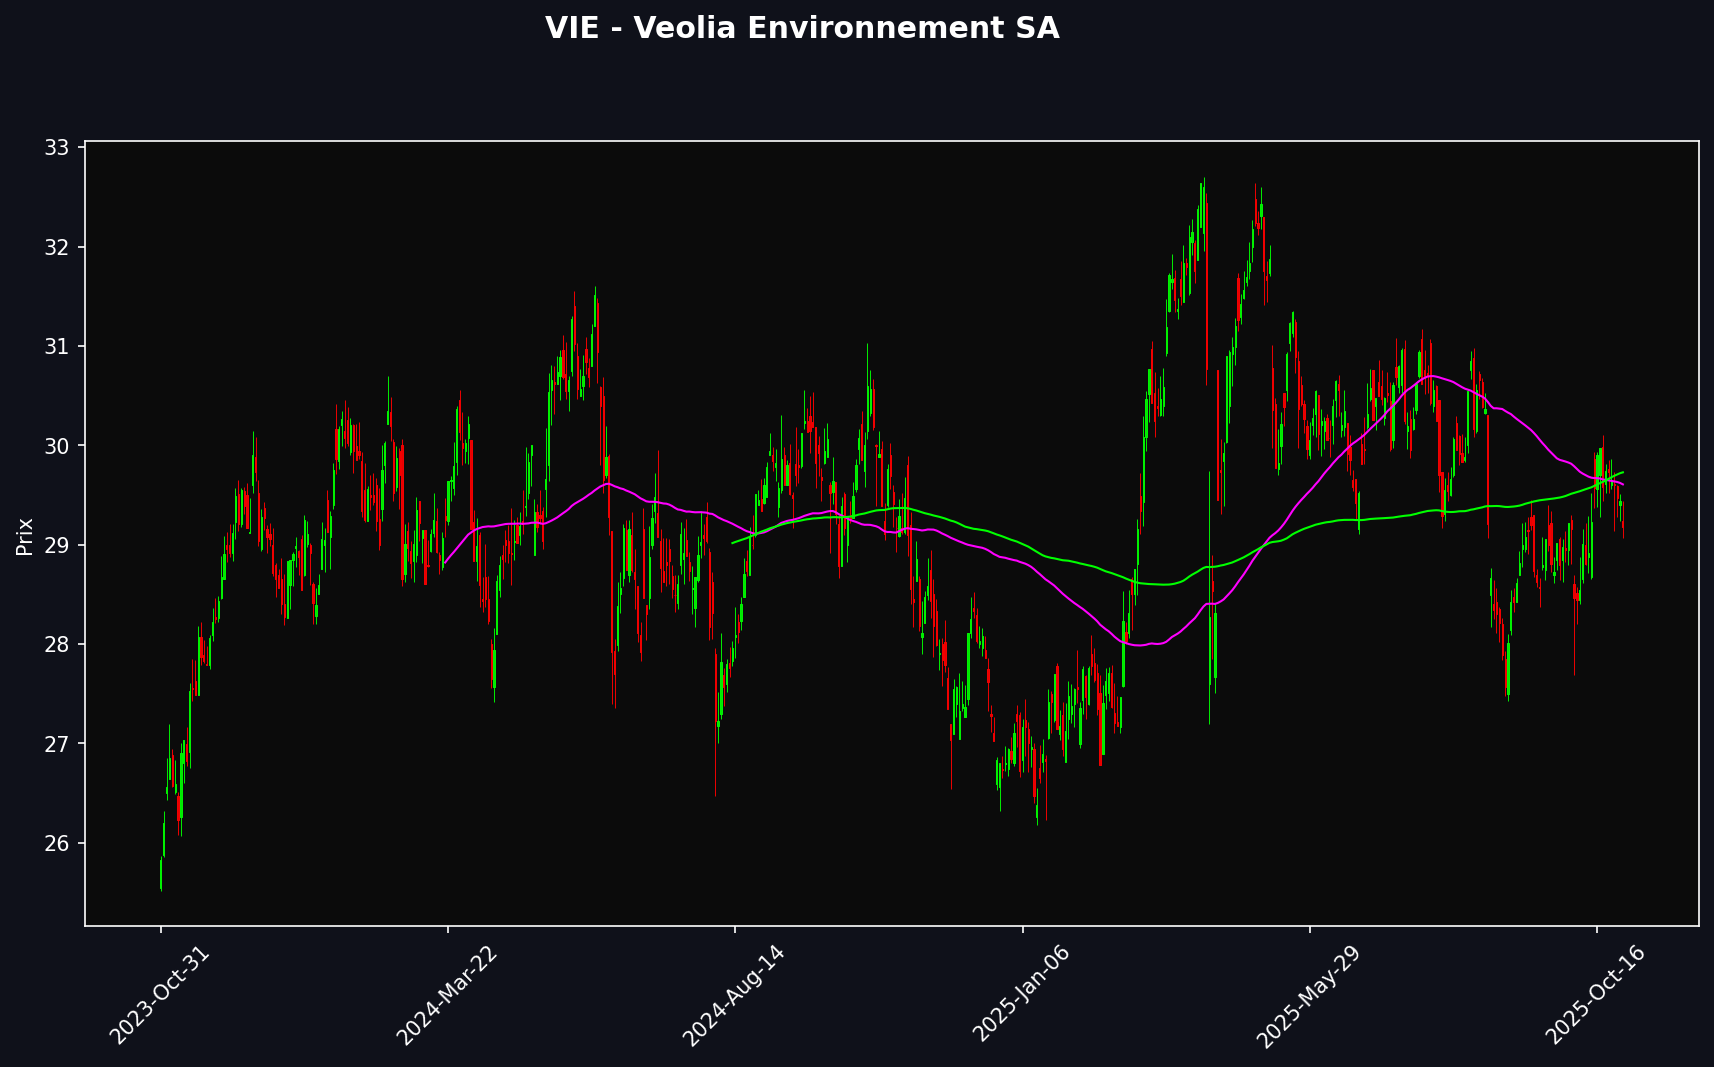 VIE - Veolia Environnement SA
Prix
33
32
31
30
29
28
27
26
2023-Oct-31
2024-Mar-22
2024-Aug-14
2025-Jan-06
2025-May-29
2025-Oct-16